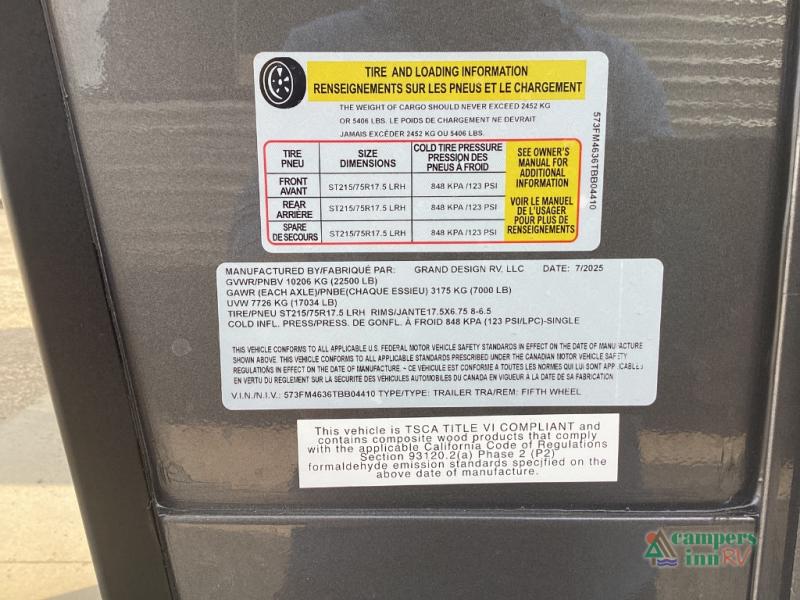 TIRE AND LOADING INFORMATION
RENSEIGNEMENTS SUR LES PNEUS ET LE CHARGEMENT
THE WEIGHT OF CARGO SHOULD NEVER EXCEED 2452 KG
OR 5406 LBS. LE POIDS DE CHARGEMENT NE DEVRAIT
JAMAIS EXCÉDER 2452 KG OU 5406 LBS.
TIRE SIZE COLD TIRE PRESSURE
PNEU DIMENSIONS PRESSION DES
PNEUS À FROID
FRONT
AVANT ST215/75R17.5 LRH 848 KPA /123 PSI
REAR
ARRIÈRE ST215/75R17.5 LRH 848 KPA /123 PSI
SPARE
DE SECOURS ST215/75R17.5 LRH 848 KPA /123 PSI
SEE OWNER'S
MANUAL FOR
ADDITIONAL
INFORMATION
VOIR LE MANUEL
DE L'USAGER
POUR PLUS DE
RENSEIGNEMENTS
573FM4636TBB04410
MANUFACTURED BY/FABRIQUÉ PAR: GRAND DESIGN RV, LLC DATE: 7/2025
GVWR/PNBV 10206 KG (22500 LB)
GAWR (EACH AXLE)/PNBE(CHAQUE ESSIEU) 3175 KG (7000 LB)
UVW 7726 KG (17034 LB)
TIRE/PNEU ST215/75R17.5 LRH RIMS/JANTE17.5X6.75 8-6.5
COLD INFL. PRESS/PRESS. DE GONFL. À FROID 848 KPA (123 PSI/LPC)-SINGLE
THIS VEHICLE CONFORMS TO ALL APPLICABLE U.S. FEDERAL MOTOR VEHICLE SAFETY STANDARDS IN EFFECT ON THE DATE OF MANUFACTURE
SHOWN ABOVE. THIS VEHICLE CONFORMS TO ALL APPLICABLE STANDARDS PRESCRIBED UNDER THE CANADIAN MOTOR VEHICLE SAFETY
REGULATIONS IN EFFECT ON THE DATE OF MANUFACTURE. ~ CE VEHICULE EST CONFORME A TOUTES LES NORMES QUI LUI SONT APPLICABLES
EN VERTU DU RÈGLEMENT SUR LA SECURITE DES VEHICULES AUTOMOBILES DU CANADA EN VIGUEUR A LA DATE DE SA FABRICATION
V.I.N./N.I.V.: 573FM4636TBB04410 TYPE/TYPE: TRAILER TRA/REM: FIFTH WHEEL
This vehicle is TSCA TITLE VI COMPLIANT and
contains composite wood products that comply
with the applicable California Code of Regulations
Section 93120.2(a) Phase 2 (P2)
formaldehyde emission standards specified on the
above date of manufacture.
campers
inn RV